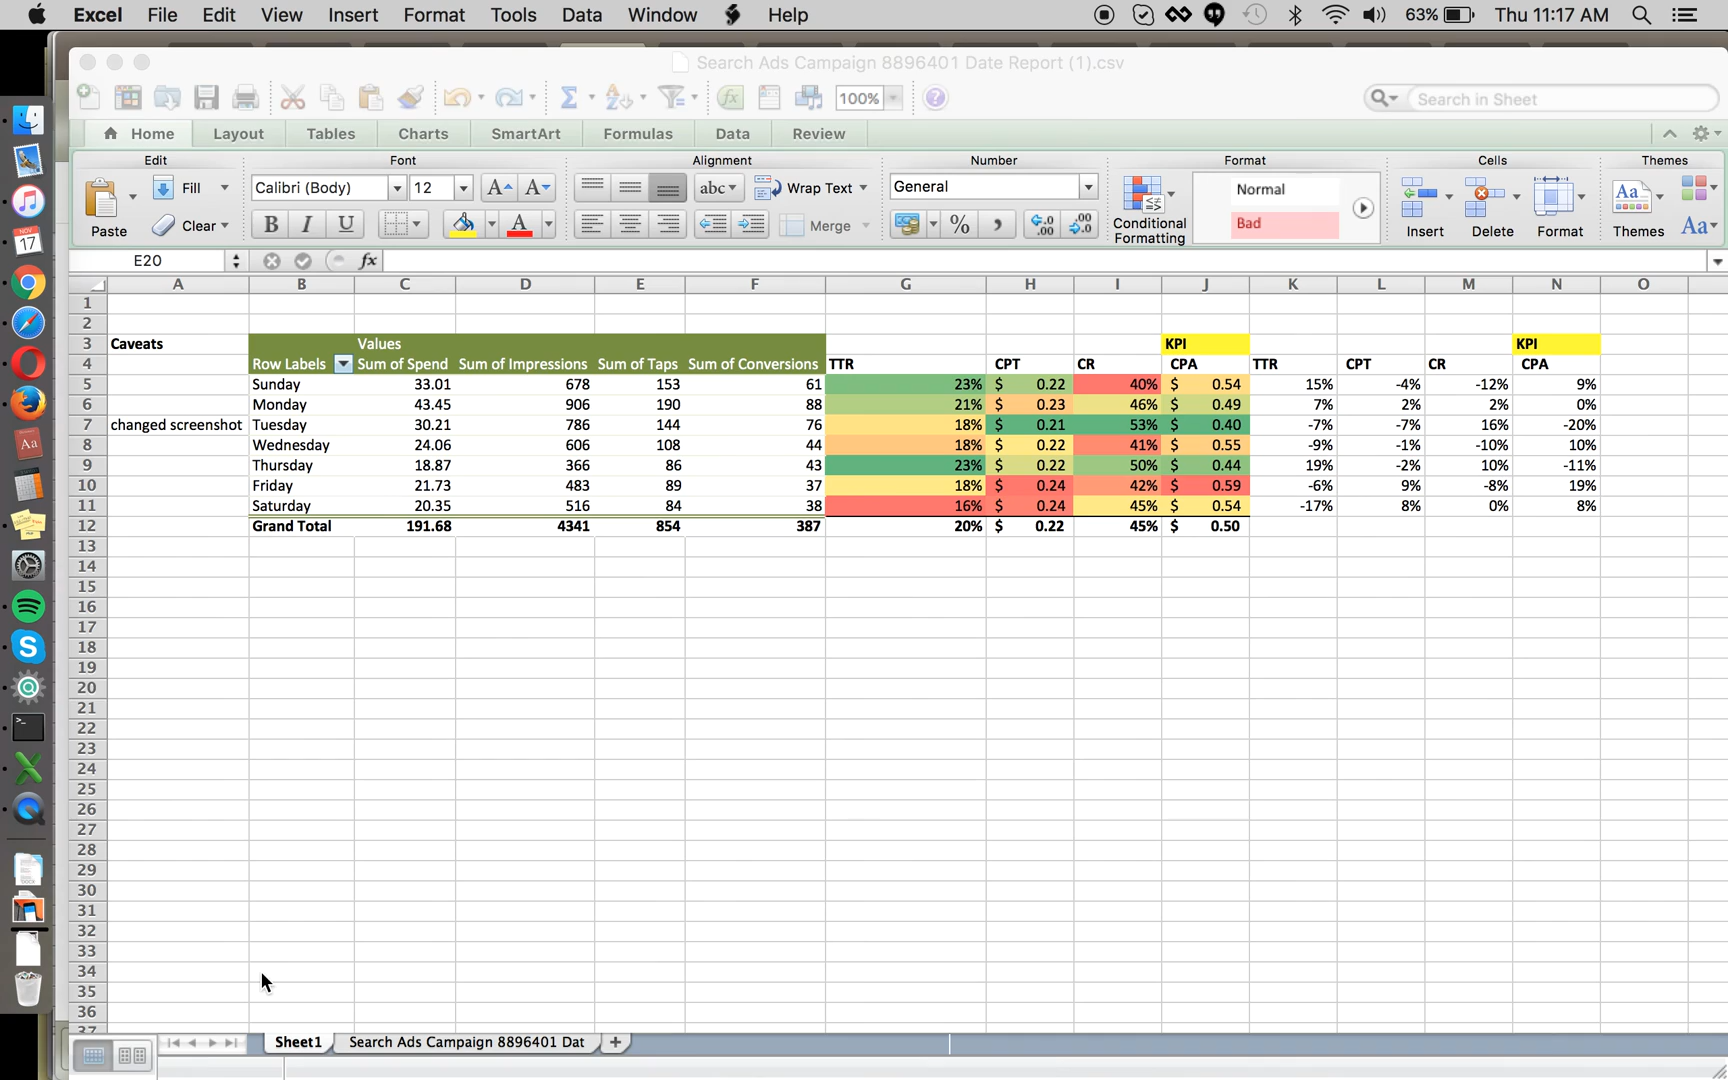 Excel File Edit View Insert Format Tools Data Window Help 63% Thu 11:17 AM
Search Ads Campaign 8896401 Date Report (1).csv
100% Search in Sheet
Home Layout Tables Charts SmartArt Formulas Data Review
Edit Font Alignment Number Format Cells Themes
Fill Calibri (Body) 12 abc Wrap Text General Normal
Paste Clear B I U A Merge % Conditional Formatting Bad Insert Delete Format Themes Aa
E20 fx
A B C D E F G H I J K L M N O
1
2
3 Caveats Values KPI KPI
4 Row Labels Sum of Spend Sum of Impressions Sum of Taps Sum of Conversions TTR CPT CR CPA TTR CPT CR CPA
5 Sunday 33.01 678 153 61 23% $ 0.22 40% $ 0.54 15% -4% -12% 9%
6 Monday 43.45 906 190 88 21% $ 0.23 46% $ 0.49 7% 2% 2% 0%
7 changed screenshot Tuesday 30.21 786 144 76 18% $ 0.21 53% $ 0.40 -7% -7% 16% -20%
8 Wednesday 24.06 606 108 44 18% $ 0.22 41% $ 0.55 -9% -1% -10% 10%
9 Thursday 18.87 366 86 43 23% $ 0.22 50% $ 0.44 19% -2% 10% -11%
10 Friday 21.73 483 89 37 18% $ 0.24 42% $ 0.59 -6% 9% -8% 19%
11 Saturday 20.35 516 84 38 16% $ 0.24 45% $ 0.54 -17% 8% 0% 8%
12 Grand Total 191.68 4341 854 387 20% $ 0.22 45% $ 0.50
13
14
15
16
17
18
19
20
21
22
23
24
25
26
27
28
29
30
31
32
33
34
35
36
37
Sheet1 Search Ads Campaign 8896401 Dat
NOV
17
Aa